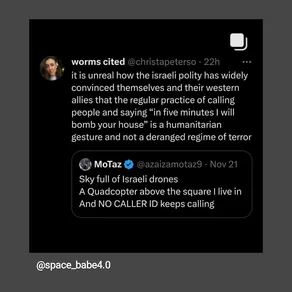 worms cited @christapeterso · 22h ...
it is unreal how the israeli polity has widely
convinced themselves and their western
allies that the regular practice of calling
people and saying "in five minutes I will
bomb your house" is a humanitarian
gesture and not a deranged regime of terror
MoTaz @azaizamotaz9 · Nov 21
Sky full of Israeli drones
A Quadcopter above the square I live in
And NO CALLER ID keeps calling
@space_babe4.0